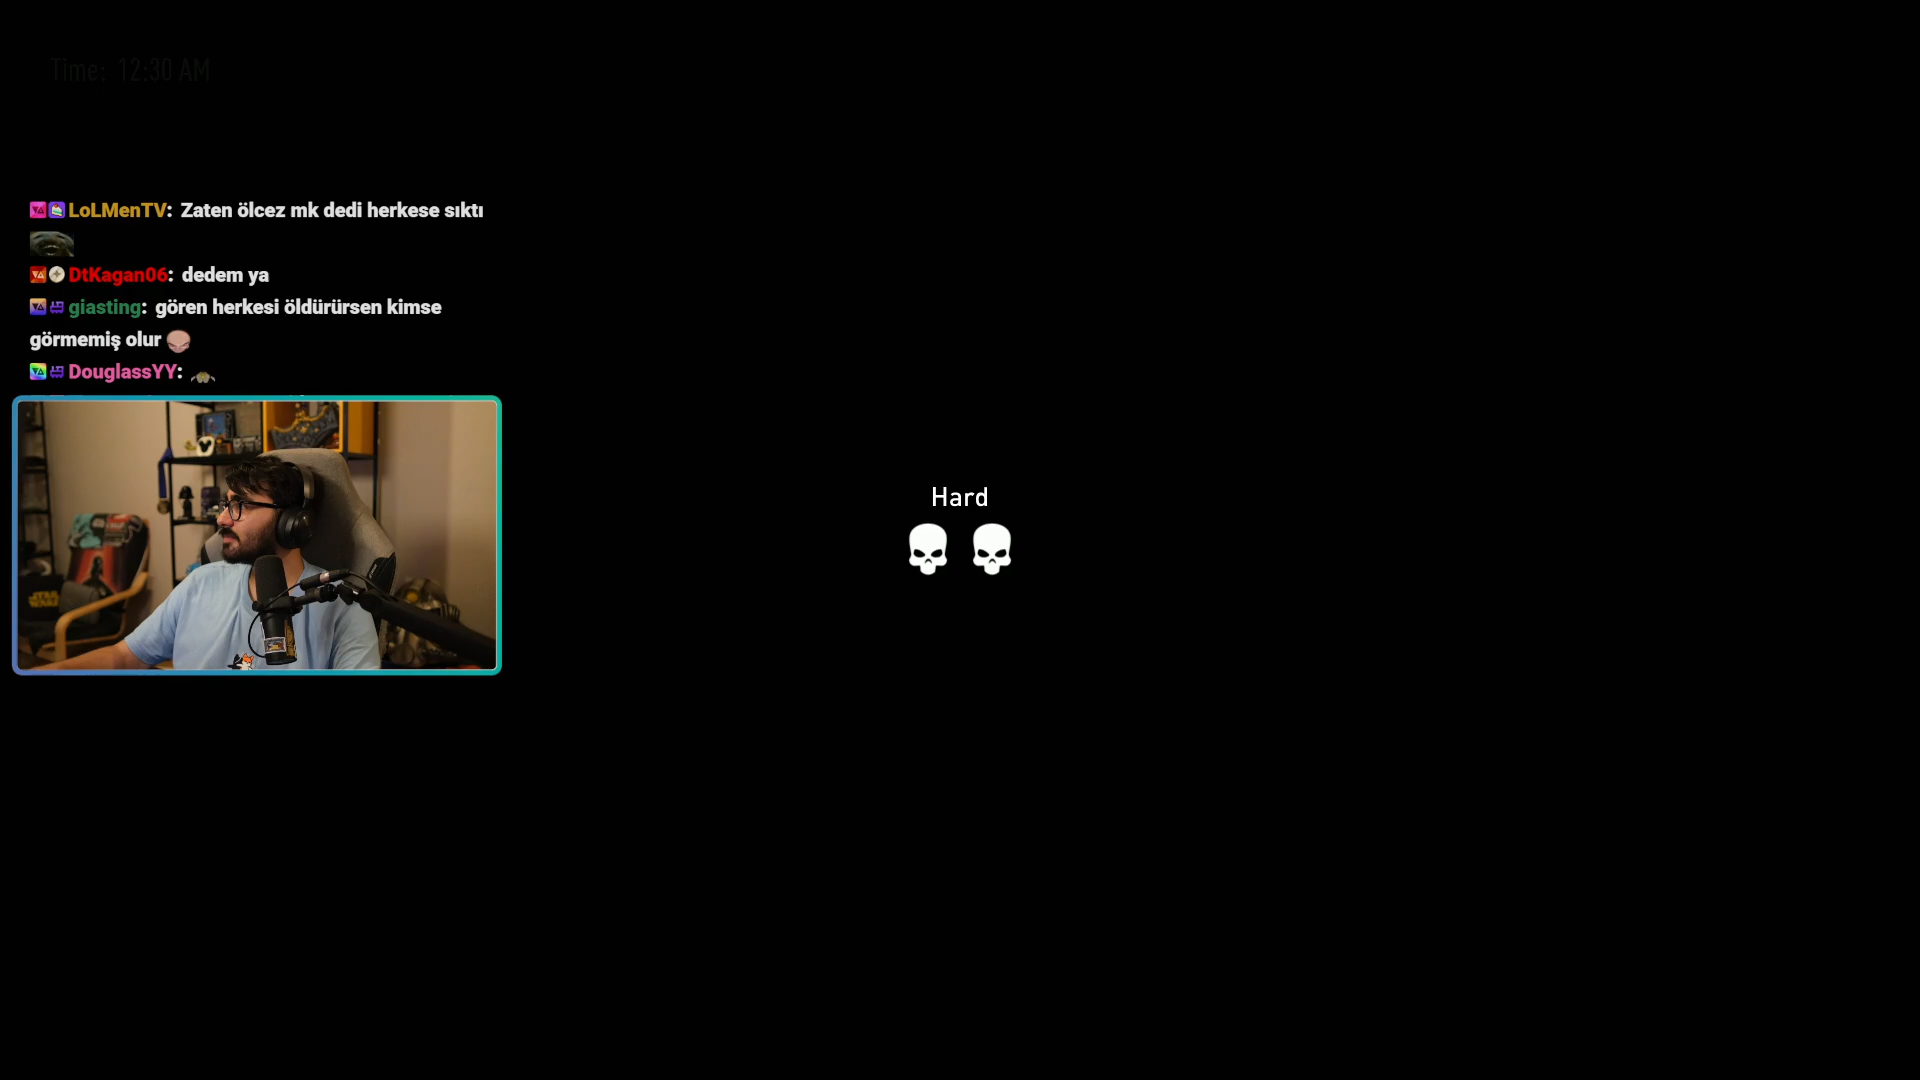 Time: 12:30 AM
LoLMenTV: Zaten ölcez mk dedi herkese sıktı
DtKagan06: dedem ya
giasting: gören herkesi öldürürsen kimse
görmemiş olur
DouglassYY:
Hard